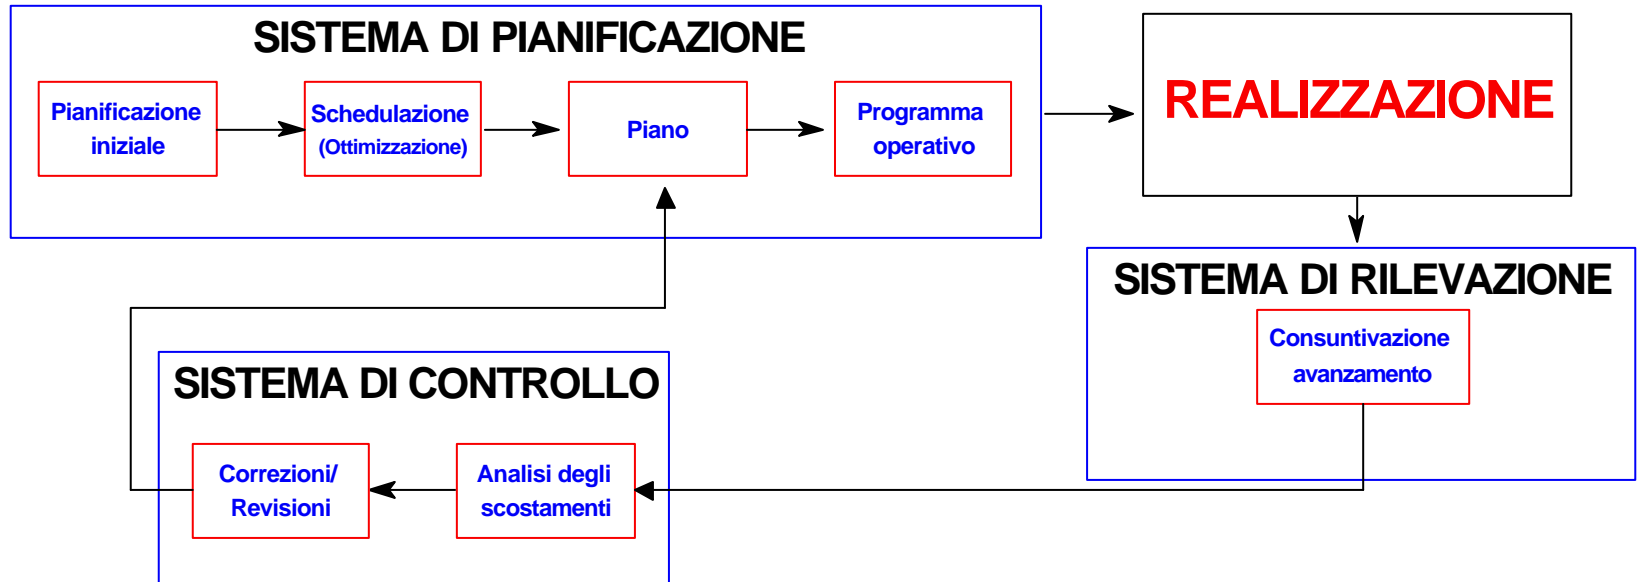 SISTEMA DI PIANIFICAZIONE
Pianificazione
iniziale
Schedulazione
(Ottimizzazione)
Piano
Programma
operativo
REALIZZAZIONE
SISTEMA DI RILEVAZIONE
Consuntivazione
avanzamento
SISTEMA DI CONTROLLO
Correzioni/
Revisioni
Analisi degli
scostamenti